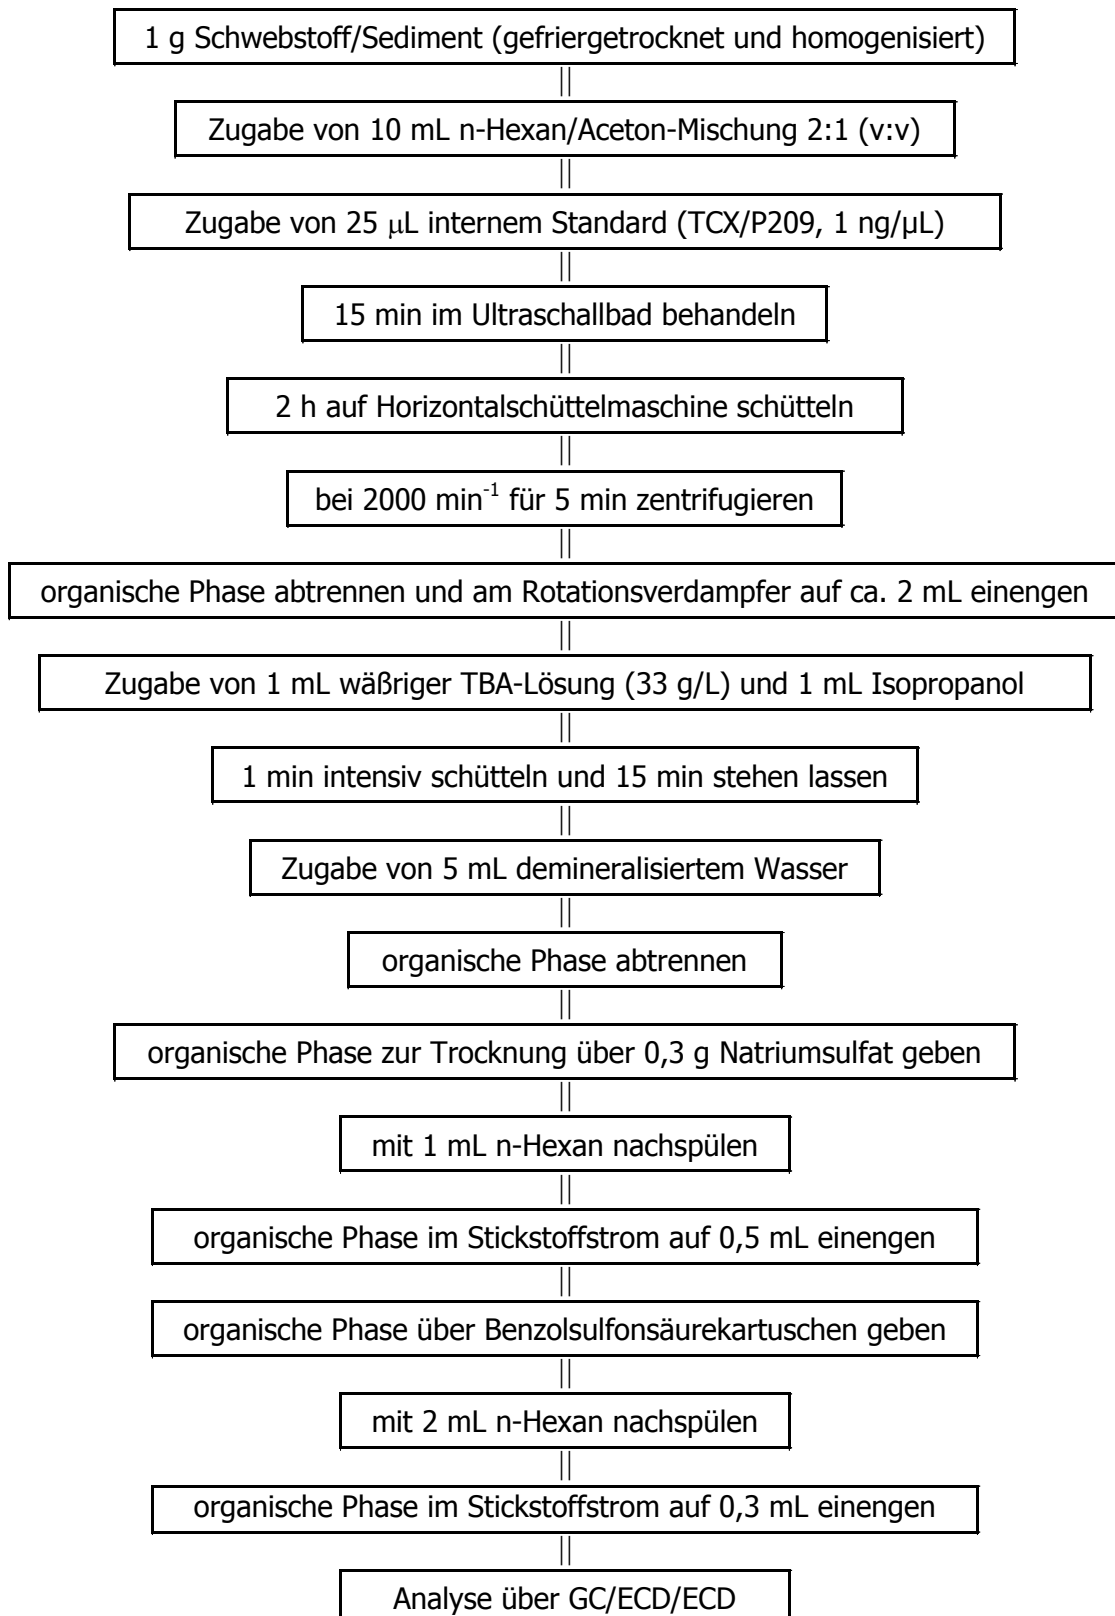 1 g Schwebstoff/Sediment (gefriergetrocknet und homogenisiert)
Zugabe von 10 mL n-Hexan/Aceton-Mischung 2:1 (v:v)
Zugabe von 25 μL internem Standard (TCX/P209, 1 ng/µL)
15 min im Ultraschallbad behandeln
2 h auf Horizontalschüttelmaschine schütteln
bei 2000 min⁻¹ für 5 min zentrifugieren
organische Phase abtrennen und am Rotationsverdampfer auf ca. 2 mL einengen
Zugabe von 1 mL wäßriger TBA-Lösung (33 g/L) und 1 mL Isopropanol
1 min intensiv schütteln und 15 min stehen lassen
Zugabe von 5 mL demineralisiertem Wasser
organische Phase abtrennen
organische Phase zur Trocknung über 0,3 g Natriumsulfat geben
mit 1 mL n-Hexan nachspülen
organische Phase im Stickstoffstrom auf 0,5 mL einengen
organische Phase über Benzolsulfonsäurekartuschen geben
mit 2 mL n-Hexan nachspülen
organische Phase im Stickstoffstrom auf 0,3 mL einengen
Analyse über GC/ECD/ECD